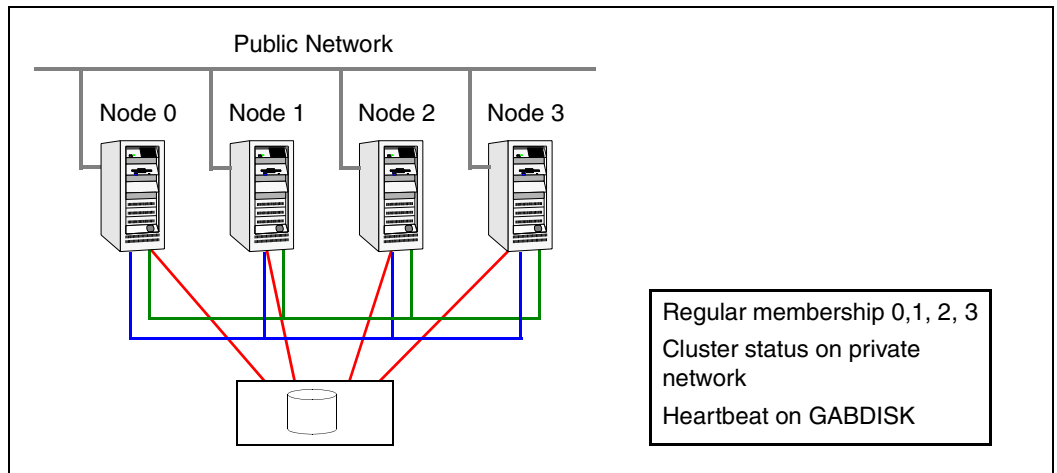 Public Network
Node 0 Node 1 Node 2 Node 3
Regular membership 0,1, 2, 3
Cluster status on private
network
Heartbeat on GABDISK